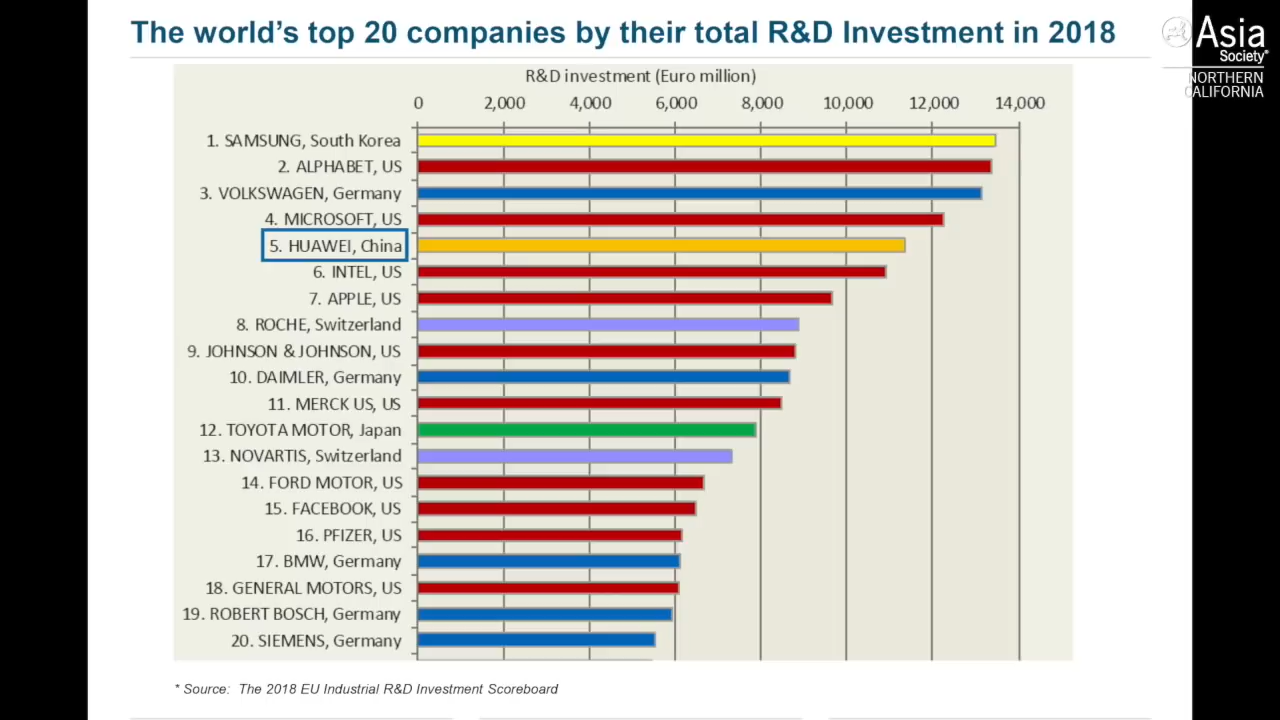 The world's top 20 companies by their total R&D Investment in 2018
Asia
Society®
NORTHERN
CALIFORNIA
R&D investment (Euro million)
0 2,000 4,000 6,000 8,000 10,000 12,000 14,000
1. SAMSUNG, South Korea
2. ALPHABET, US
3. VOLKSWAGEN, Germany
4. MICROSOFT, US
5. HUAWEI, China
6. INTEL, US
7. APPLE, US
8. ROCHE, Switzerland
9. JOHNSON & JOHNSON, US
10. DAIMLER, Germany
11. MERCK US, US
12. TOYOTA MOTOR, Japan
13. NOVARTIS, Switzerland
14. FORD MOTOR, US
15. FACEBOOK, US
16. PFIZER, US
17. BMW, Germany
18. GENERAL MOTORS, US
19. ROBERT BOSCH, Germany
20. SIEMENS, Germany
* Source: The 2018 EU Industrial R&D Investment Scoreboard